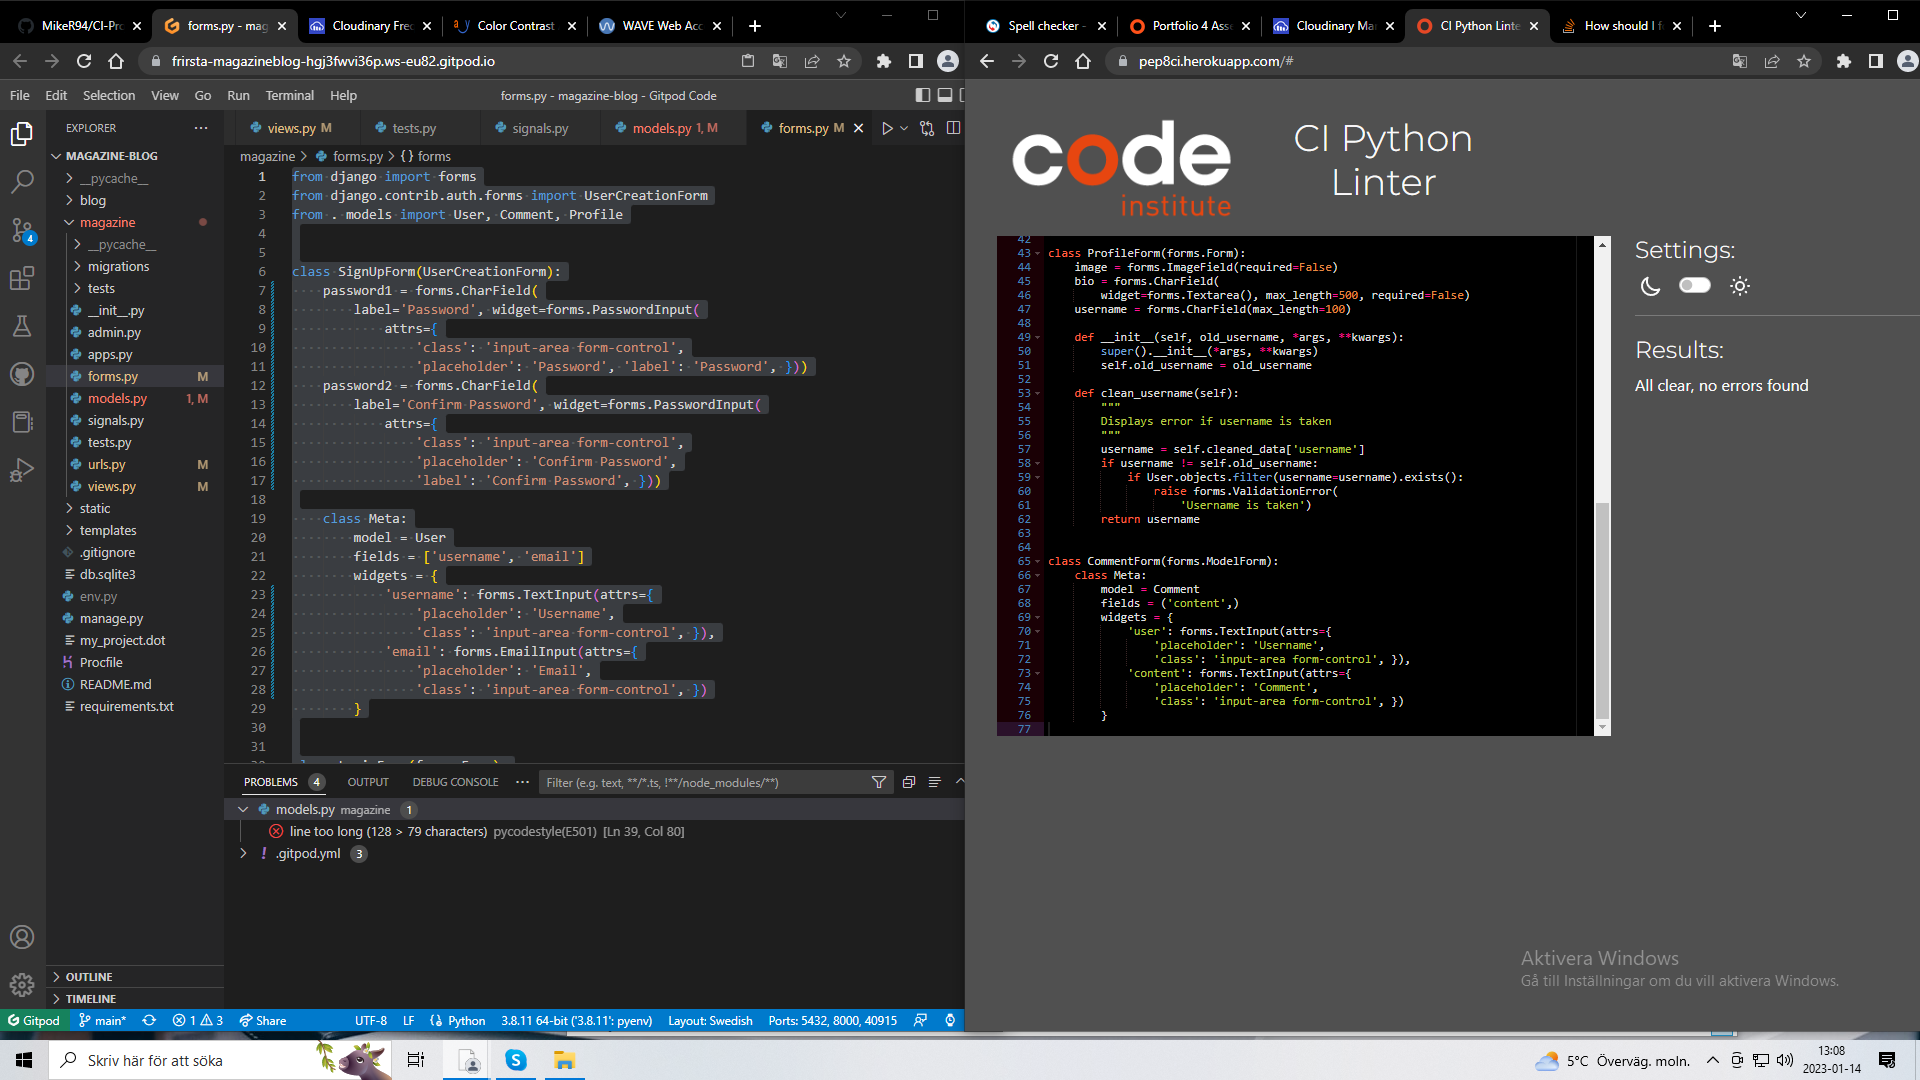 MikeR94/CI-Pro
forms.py - mag
Cloudinary Fre
Color Contrast
WAVE Web Acc
frirsta-magazineblog-hgj3fwvi36p.ws-eu82.gitpod.io
File Edit Selection View Go Run Terminal Help
forms.py - magazine-blog - Gitpod Code
EXPLORER
MAGAZINE-BLOG
__pycache__
blog
magazine
__pycache__
migrations
tests
__init__.py
admin.py
apps.py
forms.py M
models.py 1, M
signals.py
tests.py
urls.py M
views.py M
static
templates
.gitignore
db.sqlite3
env.py
manage.py
my_project.dot
Procfile
README.md
requirements.txt
OUTLINE
TIMELINE
views.py M
tests.py
signals.py
models.py 1, M
forms.py M
magazine > forms.py > {} forms
1 from django import forms
2 from django.contrib.auth.forms import UserCreationForm
3 from . models import User, Comment, Profile
4
5
6 class SignUpForm(UserCreationForm):
7 password1 = forms.CharField(
8 label='Password', widget=forms.PasswordInput(
9 attrs={
10 'class': 'input-area form-control',
11 'placeholder': 'Password', 'label': 'Password', }))
12 password2 = forms.CharField(
13 label='Confirm Password', widget=forms.PasswordInput(
14 attrs={
15 'class': 'input-area form-control',
16 'placeholder': 'Confirm Password',
17 'label': 'Confirm Password', }))
18
19 class Meta:
20 model = User
21 fields = ['username', 'email']
22 widgets = {
23 'username': forms.TextInput(attrs={
24 'placeholder': 'Username',
25 'class': 'input-area form-control', }),
26 'email': forms.EmailInput(attrs={
27 'placeholder': 'Email',
28 'class': 'input-area form-control', })
29 }
30
31
PROBLEMS 4 OUTPUT DEBUG CONSOLE ··· Filter (e.g. text, **/*.ts, !**/node_modules/**)
models.py magazine 1
line too long (128 > 79 characters) pycodestyle(E501) [Ln 39, Col 80]
! .gitpod.yml 3
Gitpod main* 1 3 Share UTF-8 LF Python 3.8.11 64-bit ('3.8.11': pyenv) Layout: Swedish Ports: 5432, 8000, 40915
Spell checker -
Portfolio 4 Asse
Cloudinary Ma
CI Python Linte
How should I f
pep8ci.herokuapp.com/#
code
institute
CI Python
Linter
42
43 class ProfileForm(forms.Form):
44 image = forms.ImageField(required=False)
45 bio = forms.CharField(
46 widget=forms.Textarea(), max_length=500, required=False)
47 username = forms.CharField(max_length=100)
48
49 def __init__(self, old_username, *args, **kwargs):
50 super().__init__(*args, **kwargs)
51 self.old_username = old_username
52
53 def clean_username(self):
54 """
55 Displays error if username is taken
56 """
57 username = self.cleaned_data['username']
58 if username != self.old_username:
59 if User.objects.filter(username=username).exists():
60 raise forms.ValidationError(
61 'Username is taken')
62 return username
63
64
65 class CommentForm(forms.ModelForm):
66 class Meta:
67 model = Comment
68 fields = ('content',)
69 widgets = {
70 'user': forms.TextInput(attrs={
71 'placeholder': 'Username',
72 'class': 'input-area form-control', }),
73 'content': forms.TextInput(attrs={
74 'placeholder': 'Comment',
75 'class': 'input-area form-control', })
76 }
77
Settings:
Results:
All clear, no errors found
Aktivera Windows
Gå till Inställningar om du vill aktivera Windows.
Skriv här för att söka
5°C Överväg. moln.
13:08
2023-01-14